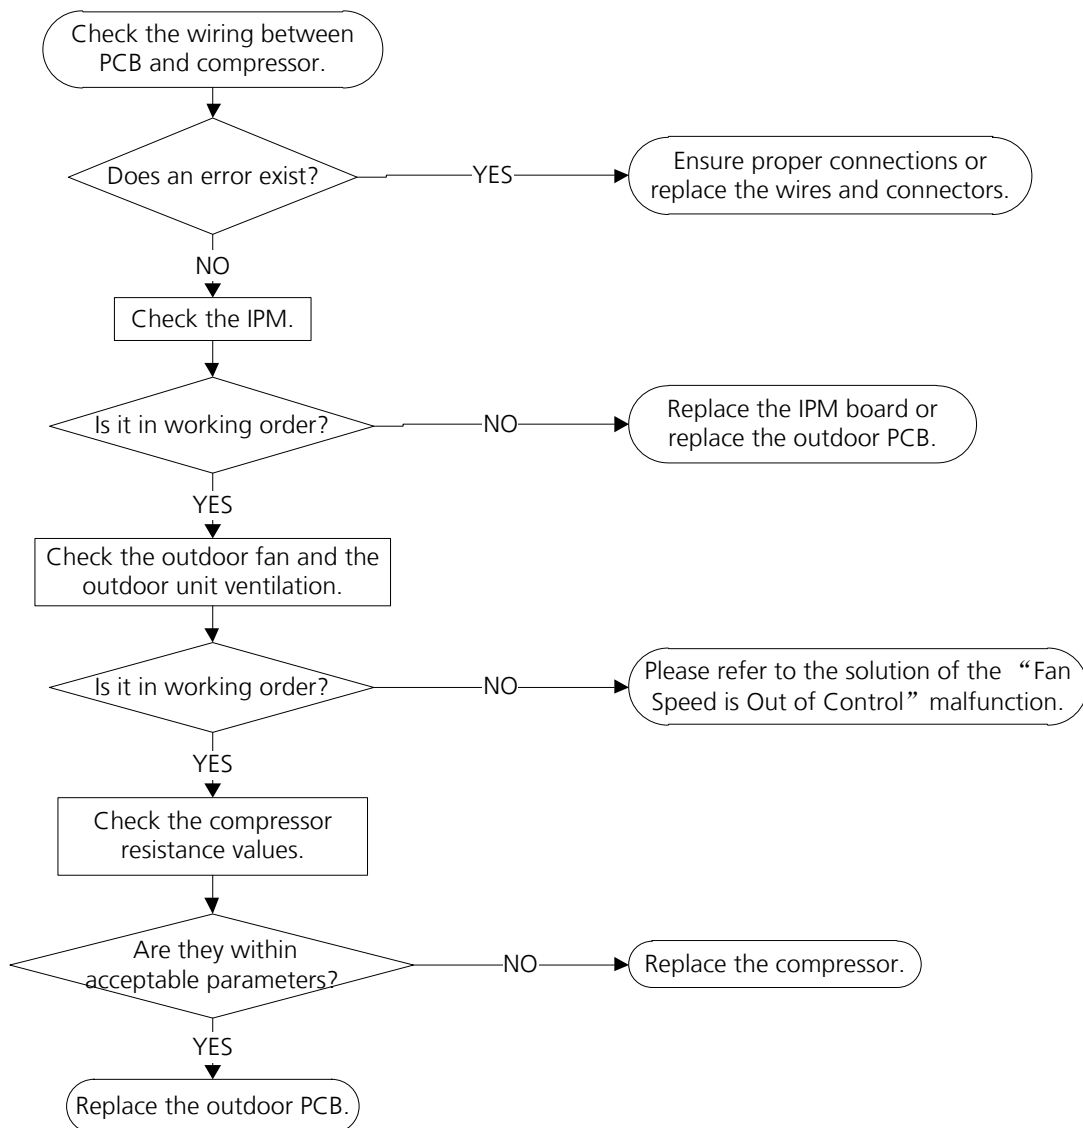 Check the wiring between
PCB and compressor.
Does an error exist?
YES
Ensure proper connections or
replace the wires and connectors.
NO
Check the IPM.
Is it in working order?
NO
Replace the IPM board or
replace the outdoor PCB.
YES
Check the outdoor fan and the
outdoor unit ventilation.
Is it in working order?
NO
Please refer to the solution of the “Fan
Speed is Out of Control” malfunction.
YES
Check the compressor
resistance values.
Are they within
acceptable parameters?
NO
Replace the compressor.
YES
Replace the outdoor PCB.